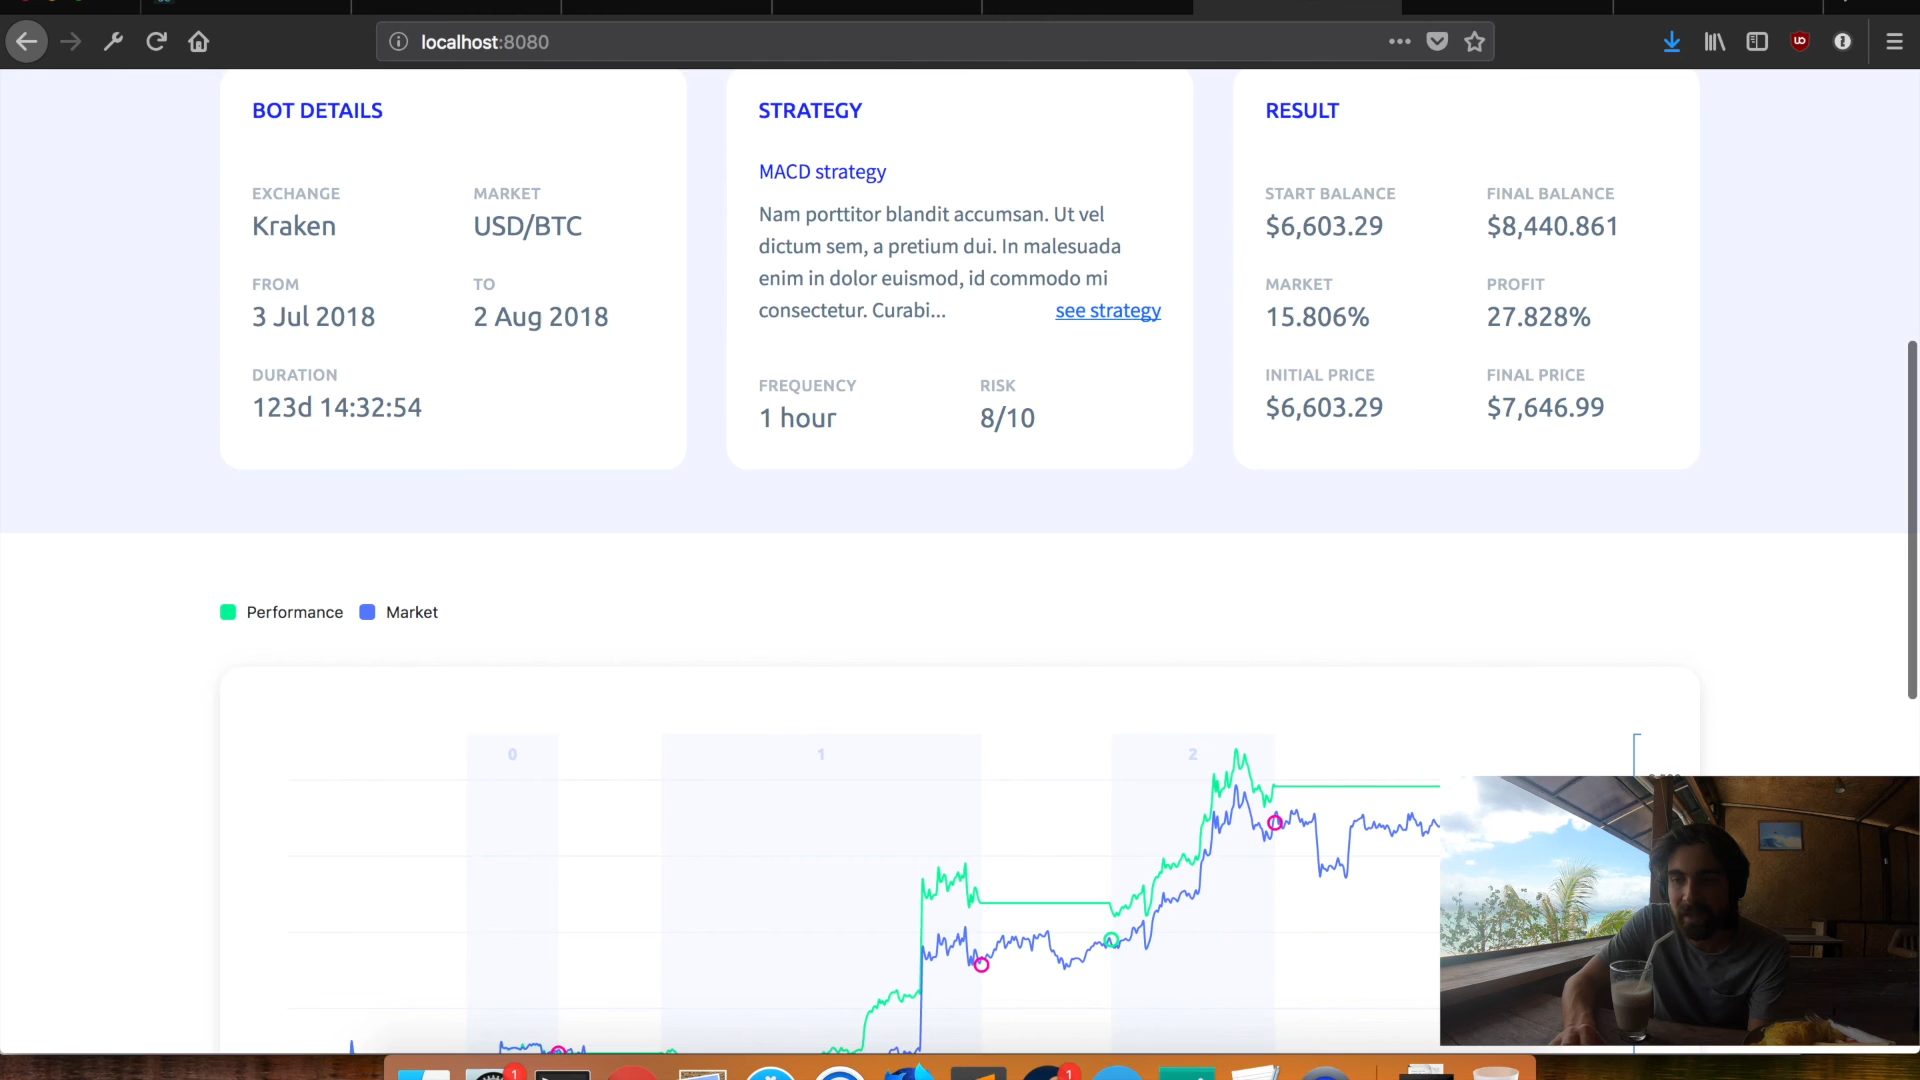 localhost:8080
BOT DETAILS
EXCHANGE
Kraken
MARKET
USD/BTC
FROM
3 Jul 2018
TO
2 Aug 2018
DURATION
123d 14:32:54
STRATEGY
MACD strategy
Nam porttitor blandit accumsan. Ut vel
dictum sem, a pretium dui. In malesuada
enim in dolor euismod, id commodo mi
consectetur. Curabi...
see strategy
FREQUENCY
1 hour
RISK
8/10
RESULT
START BALANCE
$6,603.29
FINAL BALANCE
$8,440.861
MARKET
15.806%
PROFIT
27.828%
INITIAL PRICE
$6,603.29
FINAL PRICE
$7,646.99
Performance
Market
0
1
2
1
1